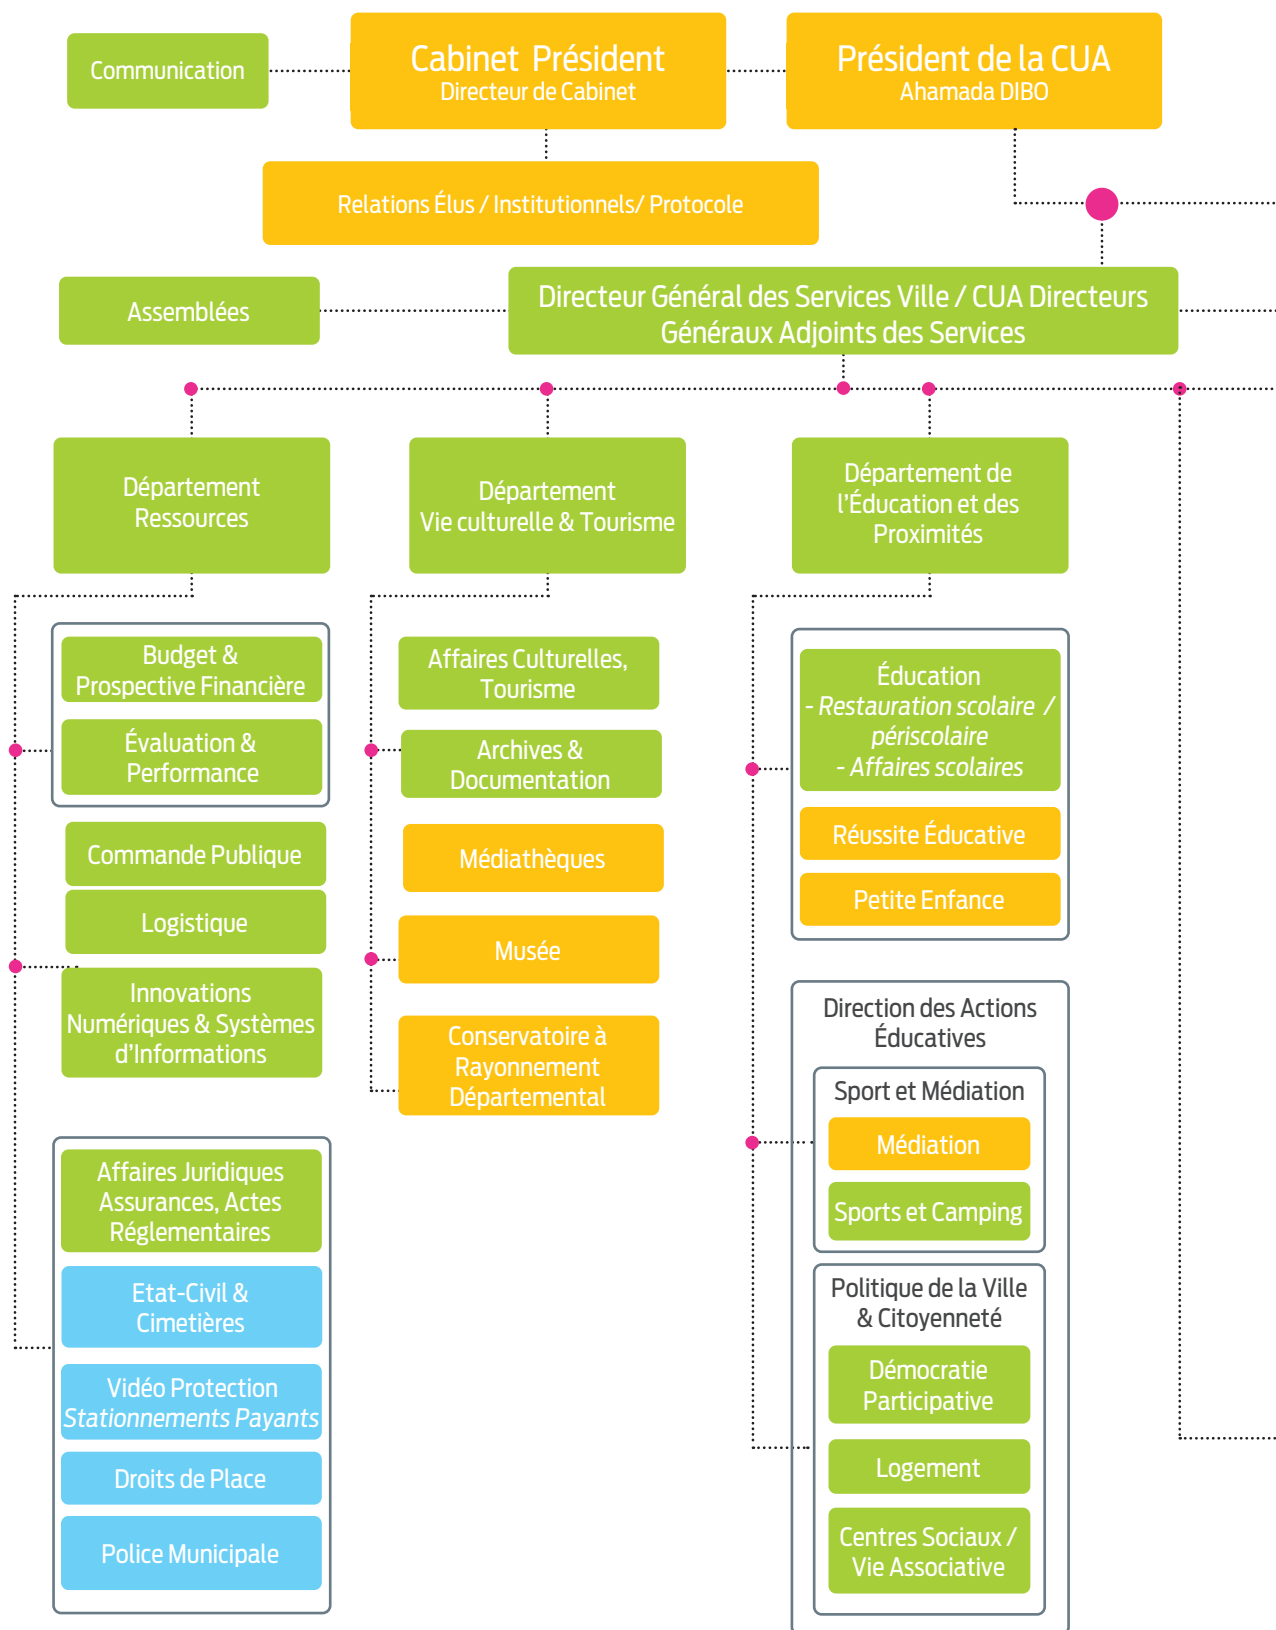 Communication
Cabinet Président
Directeur de Cabinet
Président de la CUA
Ahamada DIBO
Relations Élus / Institutionnels/ Protocole
Assemblées
Directeur Général des Services Ville / CUA Directeurs
Généraux Adjoints des Services
Département
Ressources
Département
Vie culturelle & Tourisme
Département de
l'Éducation et des
Proximités
Budget &
Prospective Financière
Évaluation &
Performance
Commande Publique
Logistique
Innovations
Numériques & Systèmes
d'Informations
Affaires Juridiques
Assurances, Actes
Réglementaires
Etat-Civil &
Cimetières
Vidéo Protection
Stationnements Payants
Droits de Place
Police Municipale
Affaires Culturelles,
Tourisme
Archives &
Documentation
Médiathèques
Musée
Conservatoire à
Rayonnement
Départemental
Éducation
- Restauration scolaire /
périscolaire
- Affaires scolaires
Réussite Éducative
Petite Enfance
Direction des Actions
Éducatives
Sport et Médiation
Médiation
Sports et Camping
Politique de la Ville
& Citoyenneté
Démocratie
Participative
Logement
Centres Sociaux /
Vie Associative